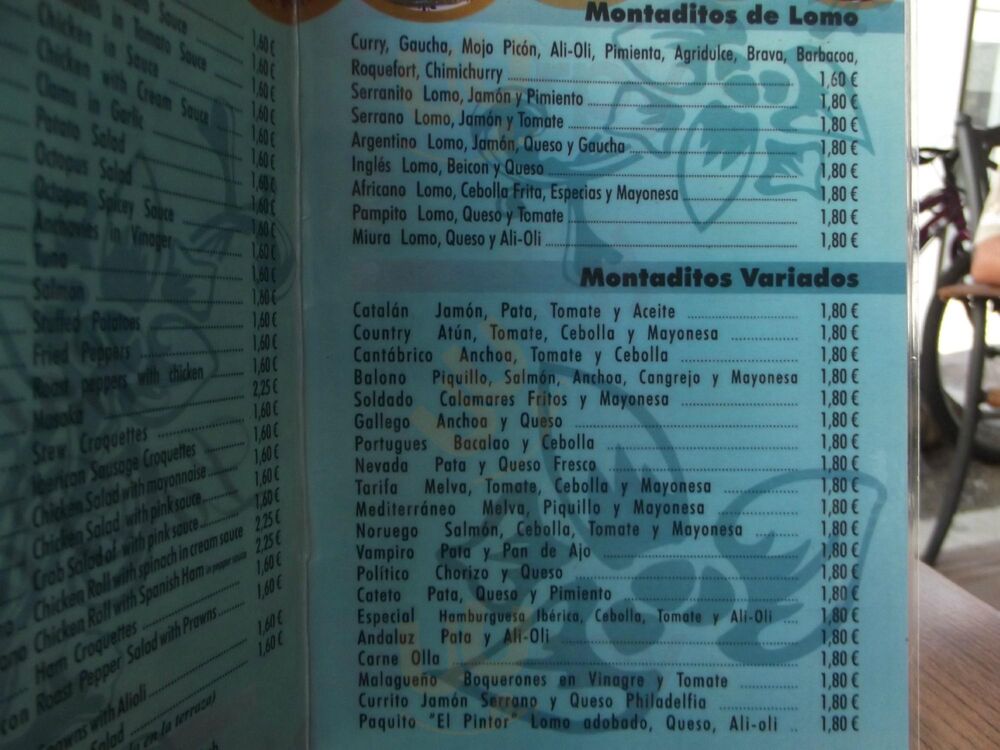 Sauce
in Tomato Sauce 1,60 €
Chicken in Sauce 1,60 €
Chicken with Cream Sauce 1,60 €
Clams in Garlic 1,60 €
Potato Salad 1,60 €
Octopus Salad 1,60 €
Octopus Spicey Sauce 1,60 €
Anchovies in Vinager 1,60 €
Tuna 1,60 €
Salmon 1,80 €
Stuffed Potatoes 1,60 €
Fried Peppers 1,60 €
Roast peppers with chicken 1,60 €
Musaka 2,25 €
Stew Croquettes 1,60 €
Iberican Sausage Croquettes 1,60 €
Chicken Salad with mayonnaise 1,60 €
Chicken Salad with pink sauce 1,60 €
Crab Salad of with pink sauce 1,60 €
Chicken Roll with spinach in cream sauce 2,25 €
Chicken Roll with Spanish Ham in pepper sauce 2,25 €
Ham Croquettes 1,60 €
Roast Pepper Salad with Prawns 1,60 €
Prawns with Alioli 1,60 €
Salad 1,60 €
en la terraza)
Montaditos de Lomo
Curry, Gaucha, Mojo Picón, Ali-Oli, Pimienta, Agridulce, Brava, Barbacoa,
Roquefort, Chimichurry 1,60 €
Serranito Lomo, Jamón y Pimiento 1,80 €
Serrano Lomo, Jamón y Tomate 1,80 €
Argentino Lomo, Jamón, Queso y Gaucha 1,80 €
Inglés Lomo, Beicon y Queso 1,80 €
Africano Lomo, Cebolla Frita, Especias y Mayonesa 1,80 €
Pampito Lomo, Queso y Tomate 1,80 €
Miura Lomo, Queso y Ali-Oli 1,80 €
Montaditos Variados
Catalán Jamón, Pata, Tomate y Aceite 1,80 €
Country Atún, Tomate, Cebolla y Mayonesa 1,80 €
Cantábrico Anchoa, Tomate y Cebolla 1,80 €
Balono Piquillo, Salmón, Anchoa, Cangrejo y Mayonesa 1,80 €
Soldado Calamares Fritos y Mayonesa 1,80 €
Gallego Anchoa y Queso 1,80 €
Portugues Bacalao y Cebolla 1,80 €
Nevada Pata y Queso Fresco 1,80 €
Tarifa Melva, Tomate, Cebolla y Mayonesa 1,80 €
Mediterráneo Melva, Piquillo y Mayonesa 1,80 €
Noruego Salmón, Cebolla, Tomate y Mayonesa 1,80 €
Vampiro Pata y Pan de Ajo 1,80 €
Político Chorizo y Queso 1,80 €
Cateto Pata, Queso y Pimiento 1,80 €
Especial Hamburguesa Ibérica, Cebolla, Tomate y Ali-Oli 1,80 €
Andaluz Pata y Ali-Oli 1,80 €
Carne Olla 1,80 €
Malagueño Boquerones en Vinagre y Tomate 1,80 €
Currito Jamón Serrano y Queso Philadelfia 1,80 €
Paquito "El Pintor" Lomo adobado, Queso, Ali-oli 1,80 €